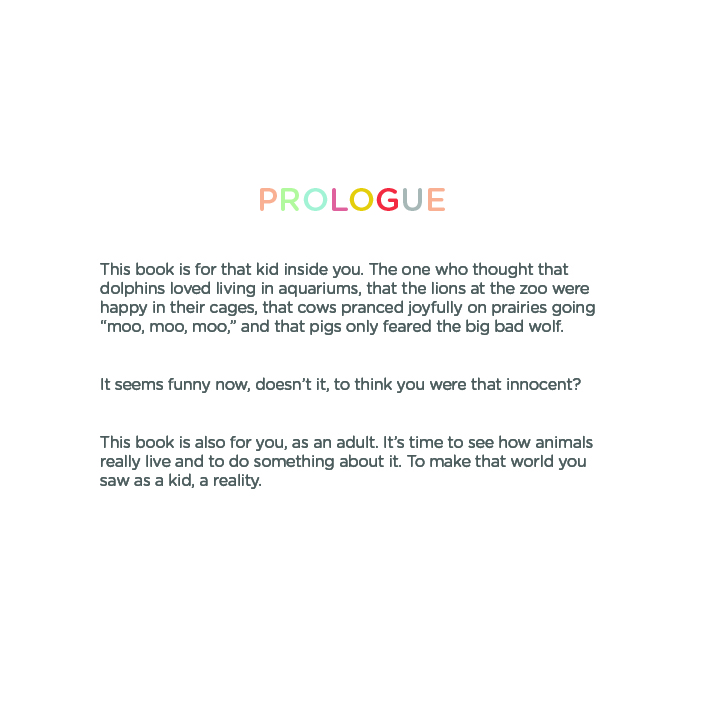 PROLOGUE
This book is for that kid inside you. The one who thought that
dolphins loved living in aquariums, that the lions at the zoo were
happy in their cages, that cows pranced joyfully on prairies going
“moo, moo, moo,” and that pigs only feared the big bad wolf.
It seems funny now, doesn’t it, to think you were that innocent?
This book is also for you, as an adult. It’s time to see how animals
really live and to do something about it. To make that world you
saw as a kid, a reality.